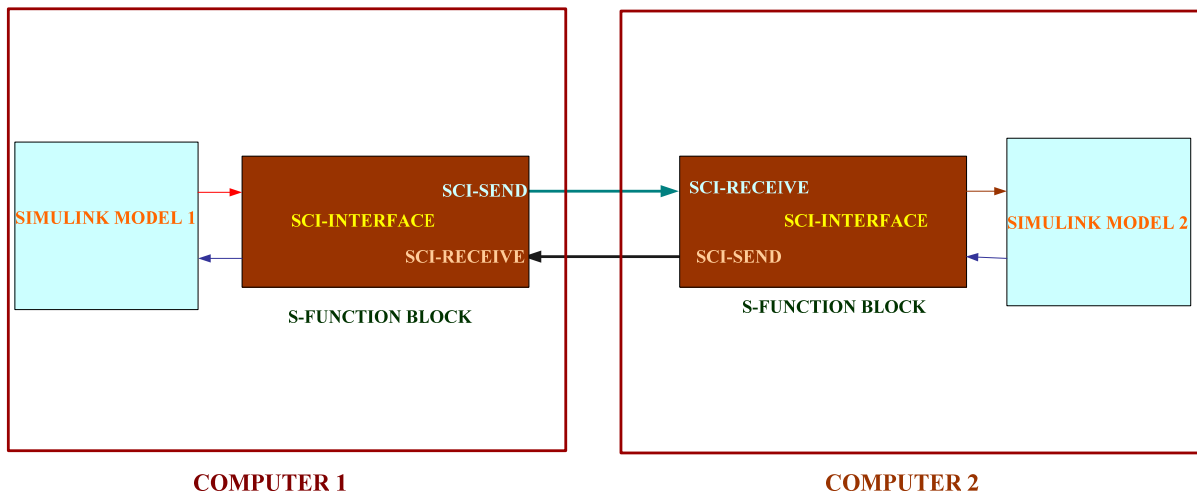 SIMULINK MODEL 1
SCI-SEND
SCI-INTERFACE
SCI-RECEIVE
S-FUNCTION BLOCK
COMPUTER 1
SCI-RECEIVE
SCI-INTERFACE
SCI-SEND
S-FUNCTION BLOCK
SIMULINK MODEL 2
COMPUTER 2